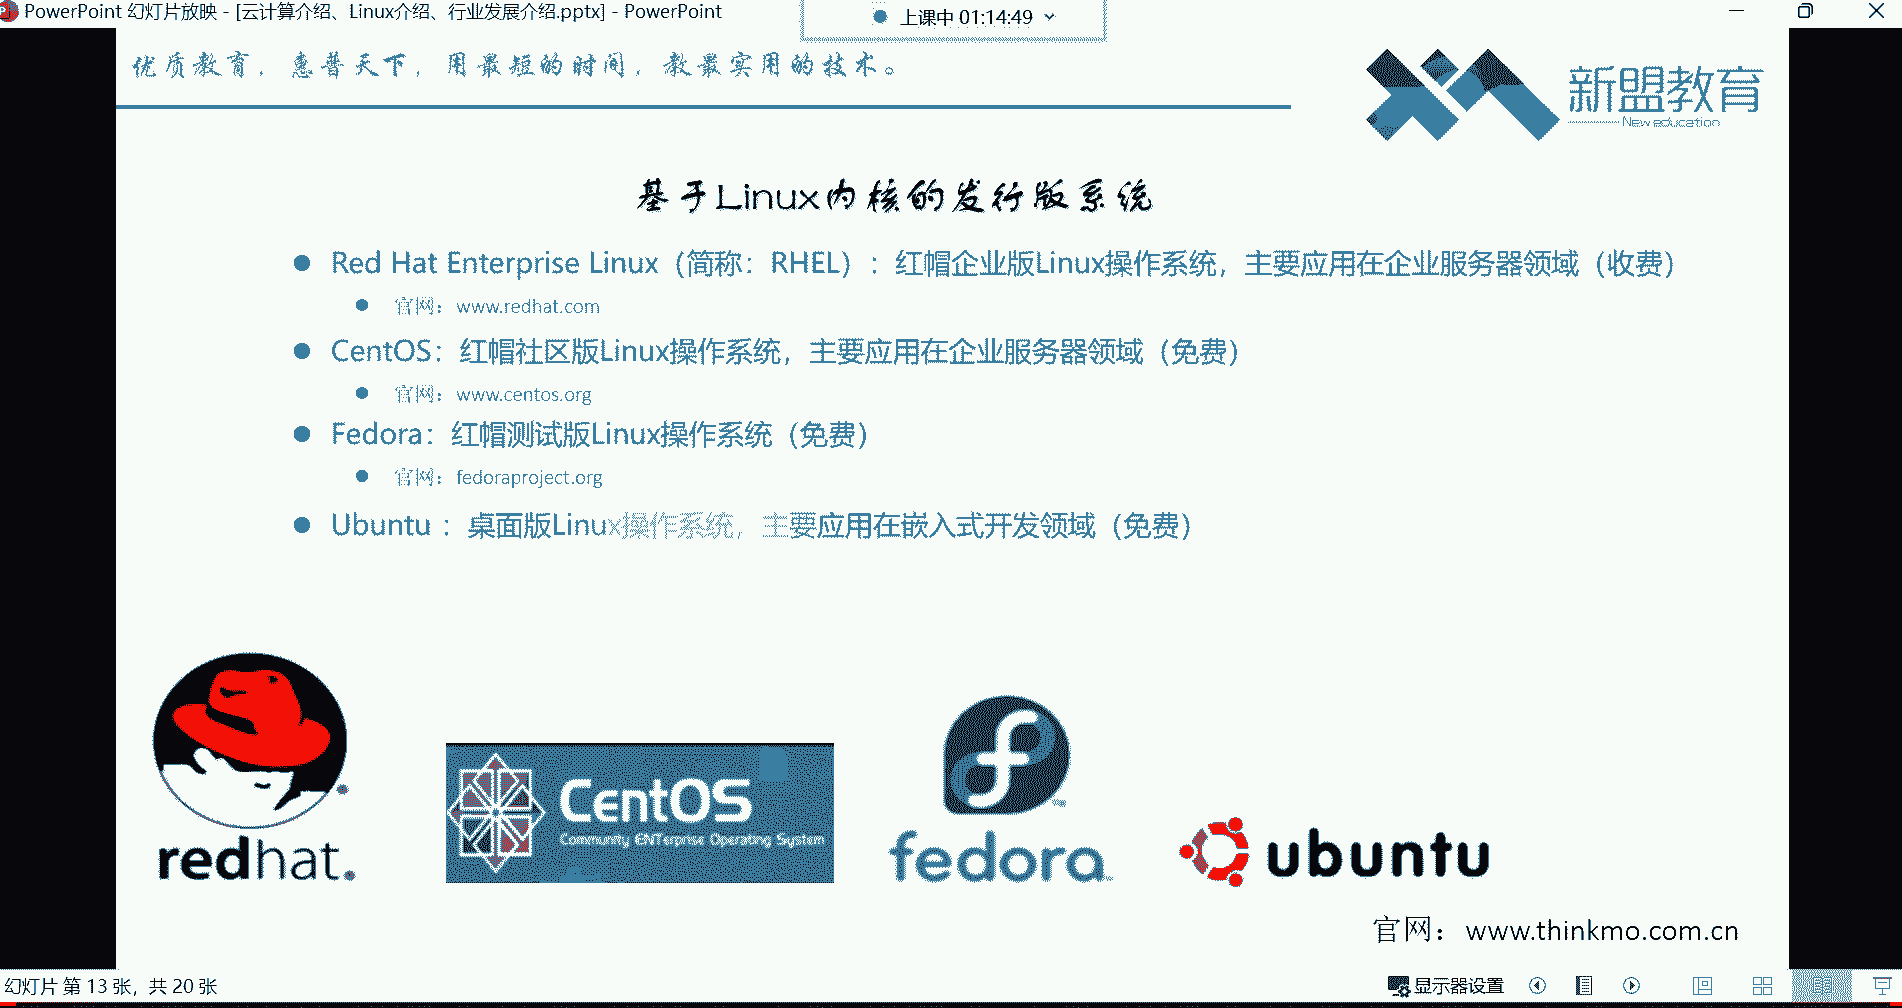 PowerPoint 幻灯片放映 - [云计算介绍、Linux介绍、行业发展介绍.pptx] - PowerPoint
上课中 01:14:49
优质教育，惠普天下，用最短的时间，教最实用的技术。
新盟教育
New education
基于Linux内核的发行版系统
Red Hat Enterprise Linux（简称：RHEL）：红帽企业版Linux操作系统，主要应用在企业服务器领域（收费）
官网：www.redhat.com
CentOS：红帽社区版Linux操作系统，主要应用在企业服务器领域（免费）
官网：www.centos.org
Fedora：红帽测试版Linux操作系统（免费）
官网：fedoraproject.org
Ubuntu ：桌面版Linux操作系统，主要应用在嵌入式开发领域（免费）
redhat.
CentOS
Community ENTerprise Operating System
fedora
ubuntu
官网：www.thinkmo.com.cn
幻灯片 第 13 张，共 20 张
显示器设置